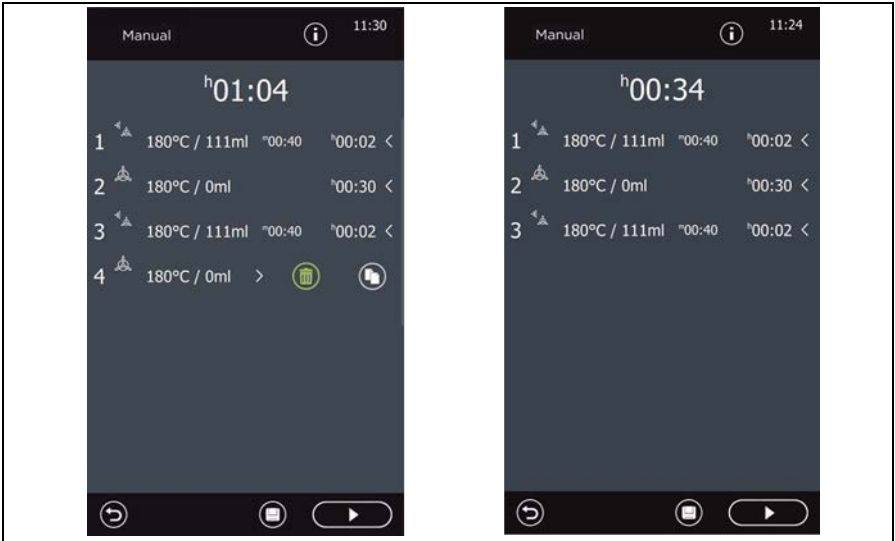 Manual 11:30
h01:04
1 180°C / 111ml m00:40 h00:02 <
2 180°C / 0ml h00:30 <
3 180°C / 111ml m00:40 h00:02 <
4 180°C / 0ml >
Manual 11:24
h00:34
1 180°C / 111ml m00:40 h00:02 <
2 180°C / 0ml h00:30 <
3 180°C / 111ml m00:40 h00:02 <